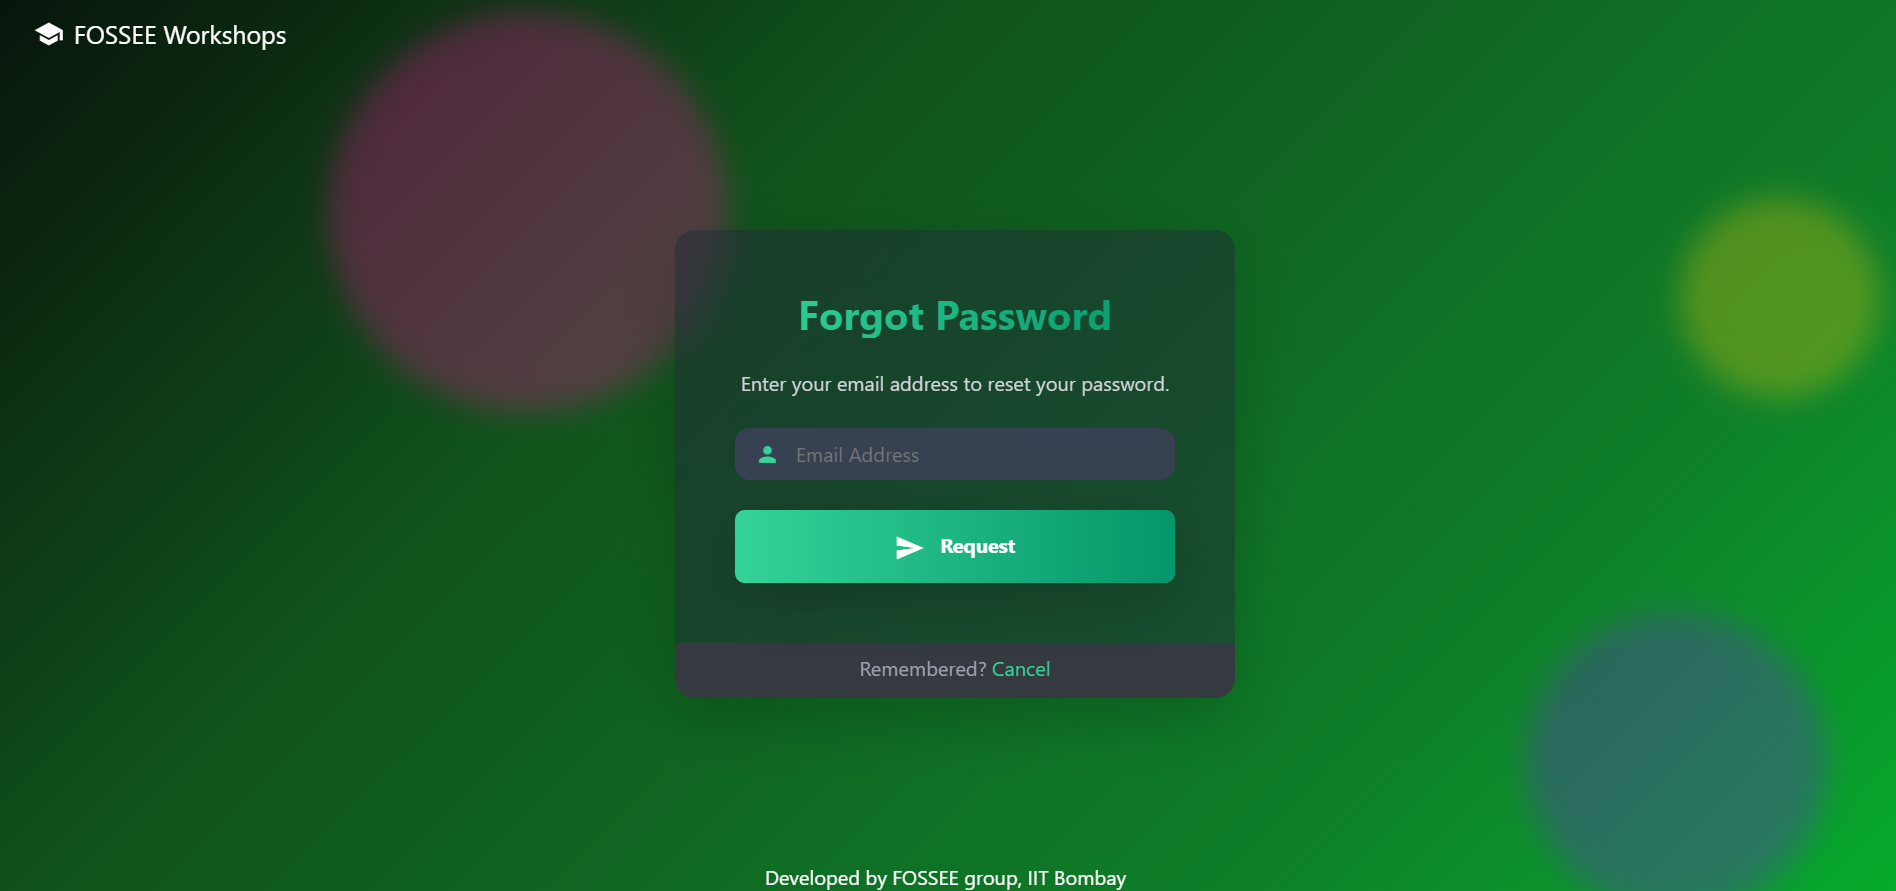 FOSSEE Workshops
Forgot Password
Enter your email address to reset your password.
Email Address
Request
Remembered? Cancel
Developed by FOSSEE group, IIT Bombay